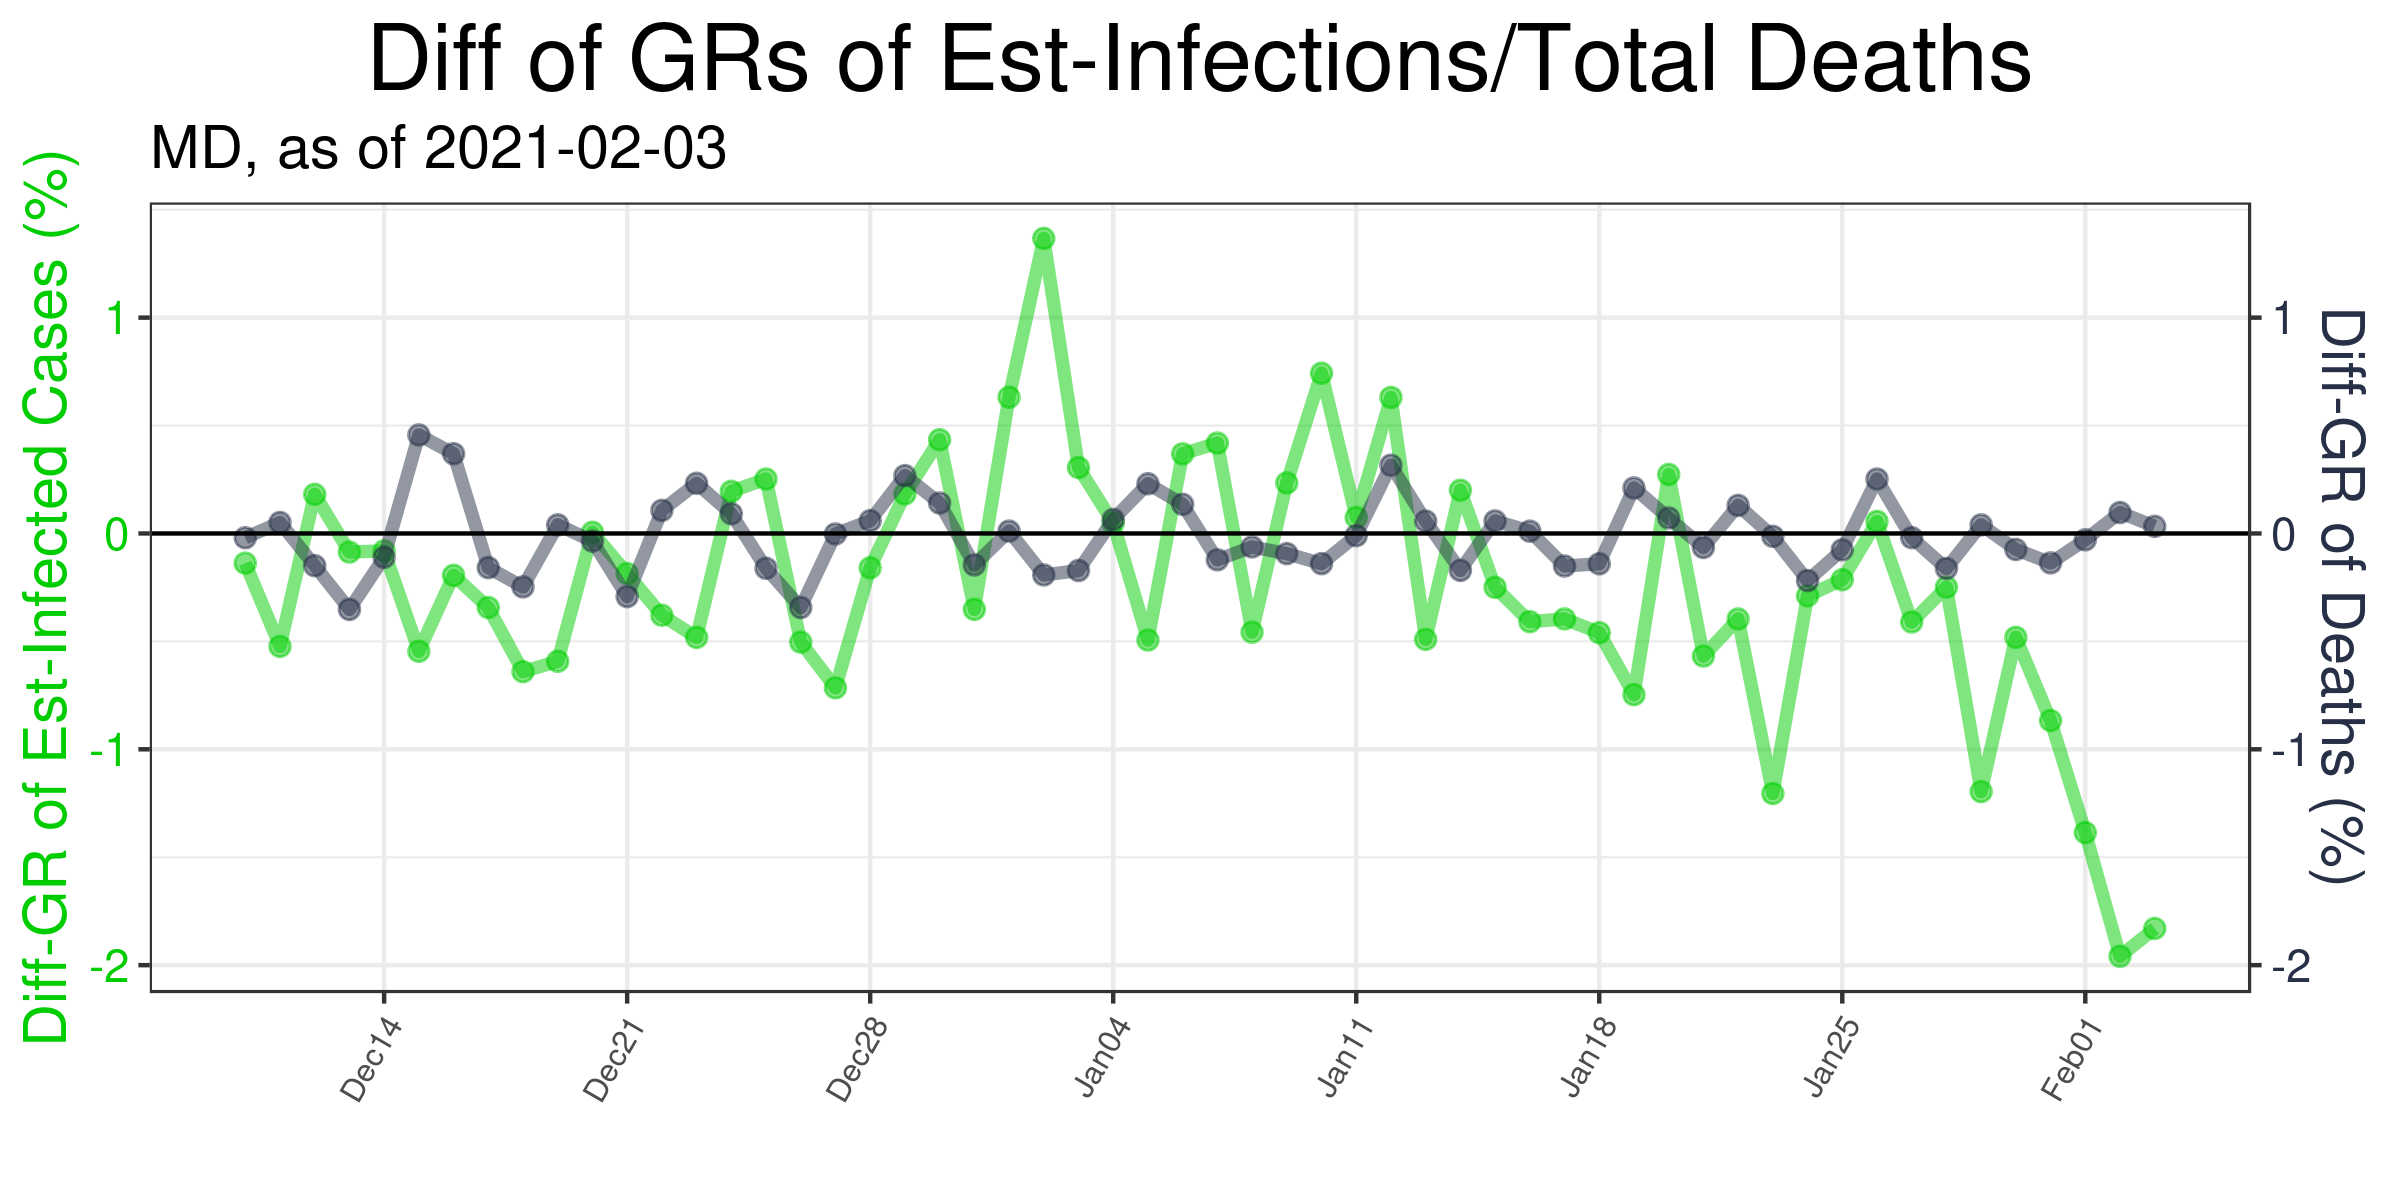 Diff of GRs of Est-Infections/Total Deaths
MD, as of 2021-02-03
Diff-GR of Est-Infected Cases (%)
1
0
-1
-2
1
0
-1
-2
Diff-GR of Deaths (%)
Dec14
Dec21
Dec28
Jan04
Jan11
Jan18
Jan25
Feb01